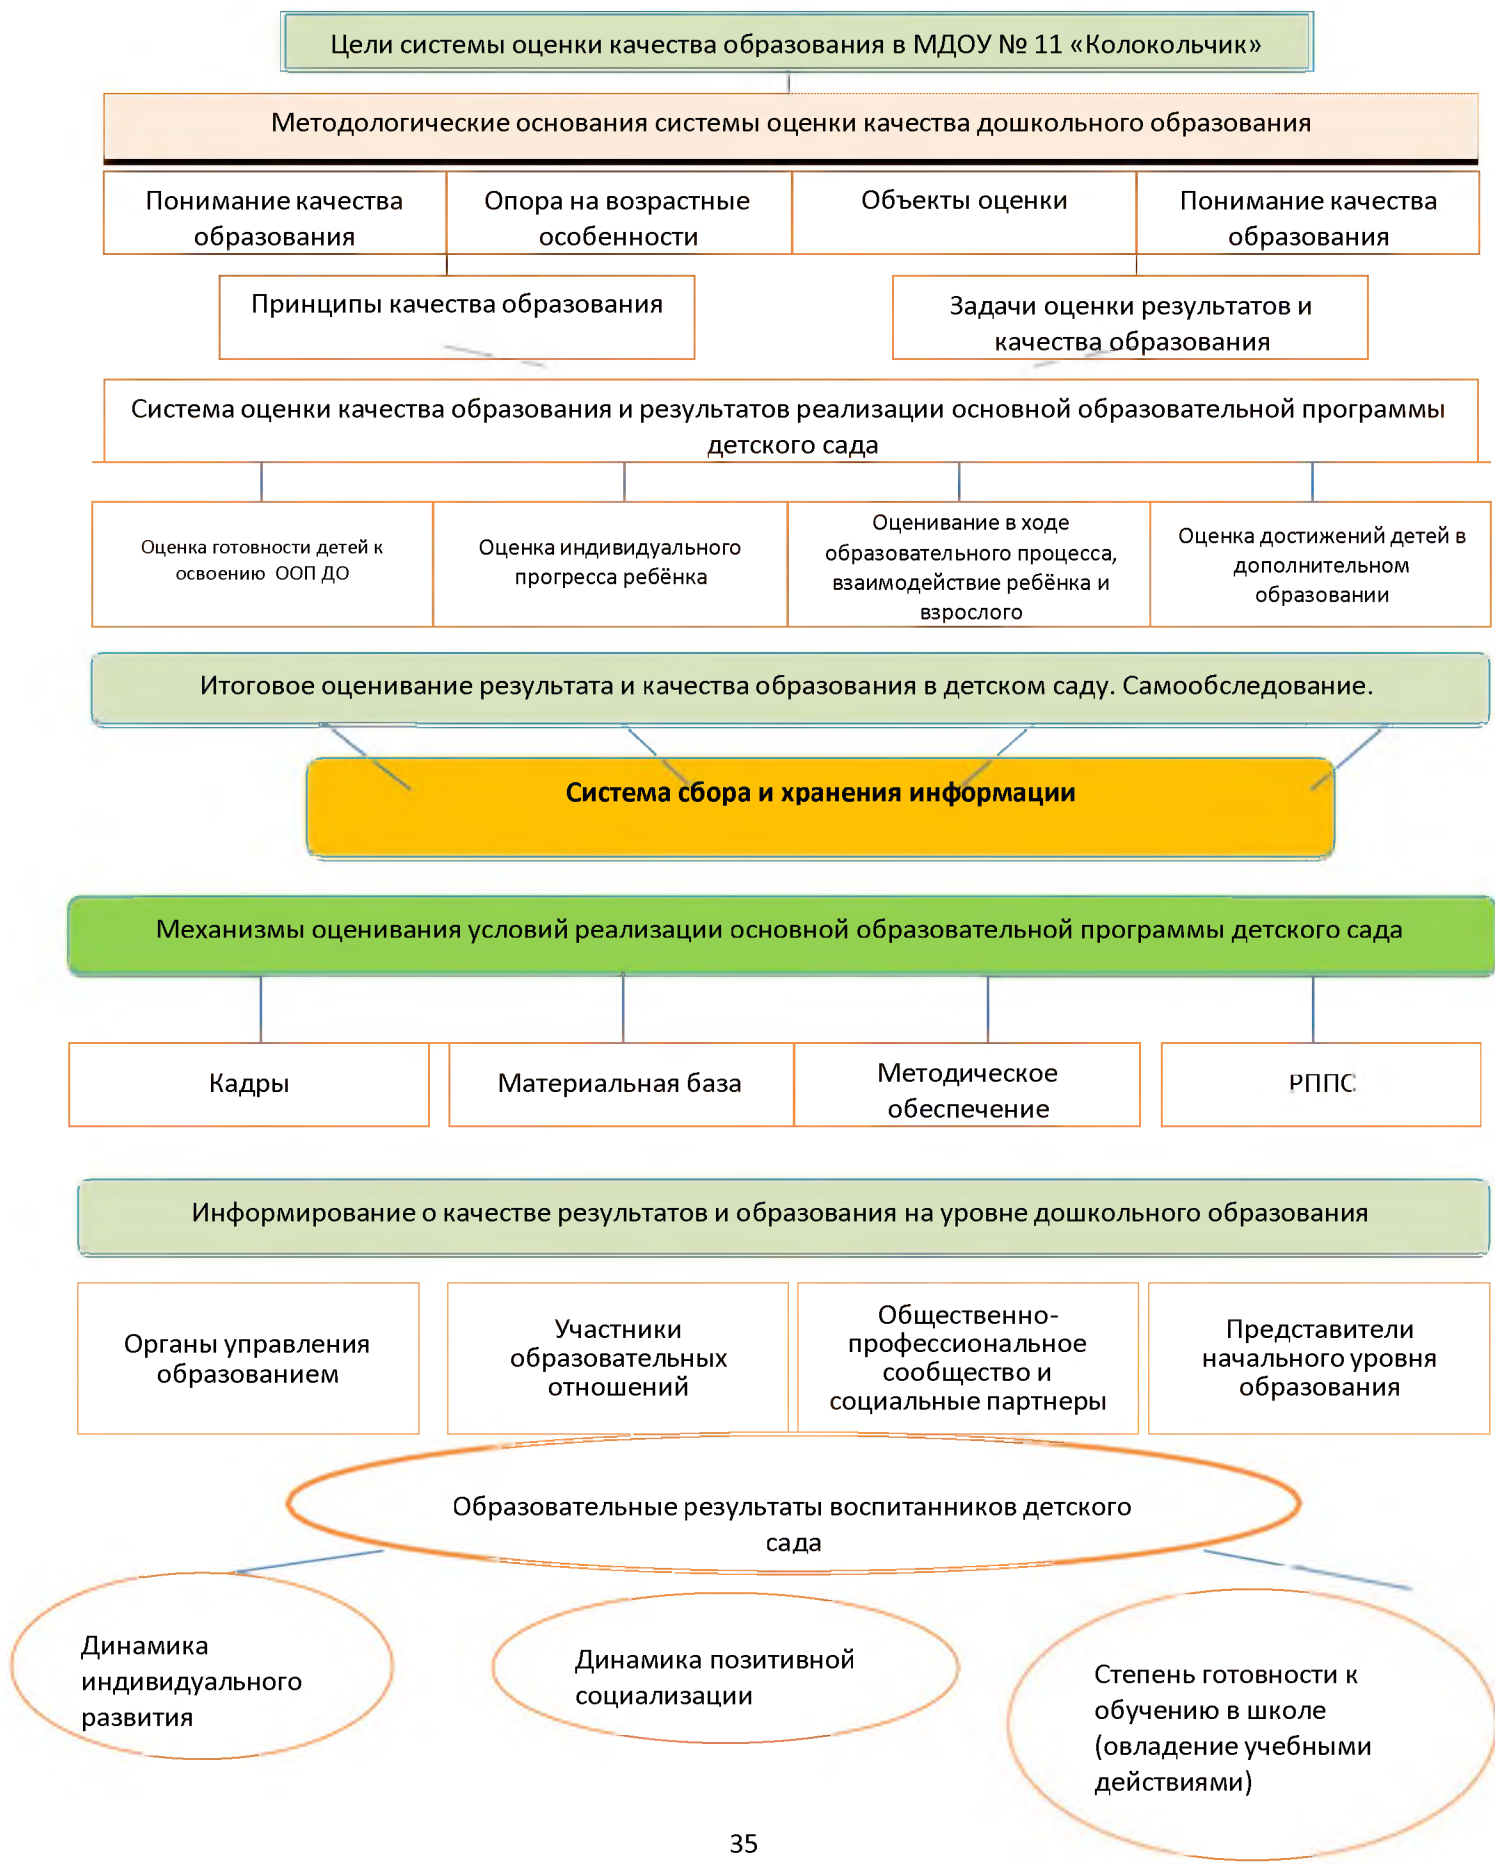 Цели системы оценки качества образования в МДОУ № 11 «Колокольчик»
Методологические основания системы оценки качества дошкольного образования
Понимание качества
образования
Опора на возрастные
особенности
Объекты оценки
Понимание качества
образования
Принципы качества образования
Задачи оценки результатов и
качества образования
Система оценки качества образования и результатов реализации основной образовательной программы
детского сада
Оценка готовности детей к
освоению ООП ДО
Оценка индивидуального
прогресса ребёнка
Оценивание в ходе
образовательного процесса,
взаимодействие ребёнка и
взрослого
Оценка достижений детей в
дополнительном
образовании
Итоговое оценивание результата и качества образования в детском саду. Самообследование.
Система сбора и хранения информации
Механизмы оценивания условий реализации основной образовательной программы детского сада
Кадры
Материальная база
Методическое
обеспечение
РППС
Информирование о качестве результатов и образования на уровне дошкольного образования
Органы управления
образованием
Участники
образовательных
отношений
Общественно-
профессиональное
сообщество и
социальные партнеры
Представители
начального уровня
образования
Образовательные результаты воспитанников детского
сада
Динамика
индивидуального
развития
Динамика позитивной
социализации
Степень готовности к
обучению в школе
(овладение учебными
действиями)
35